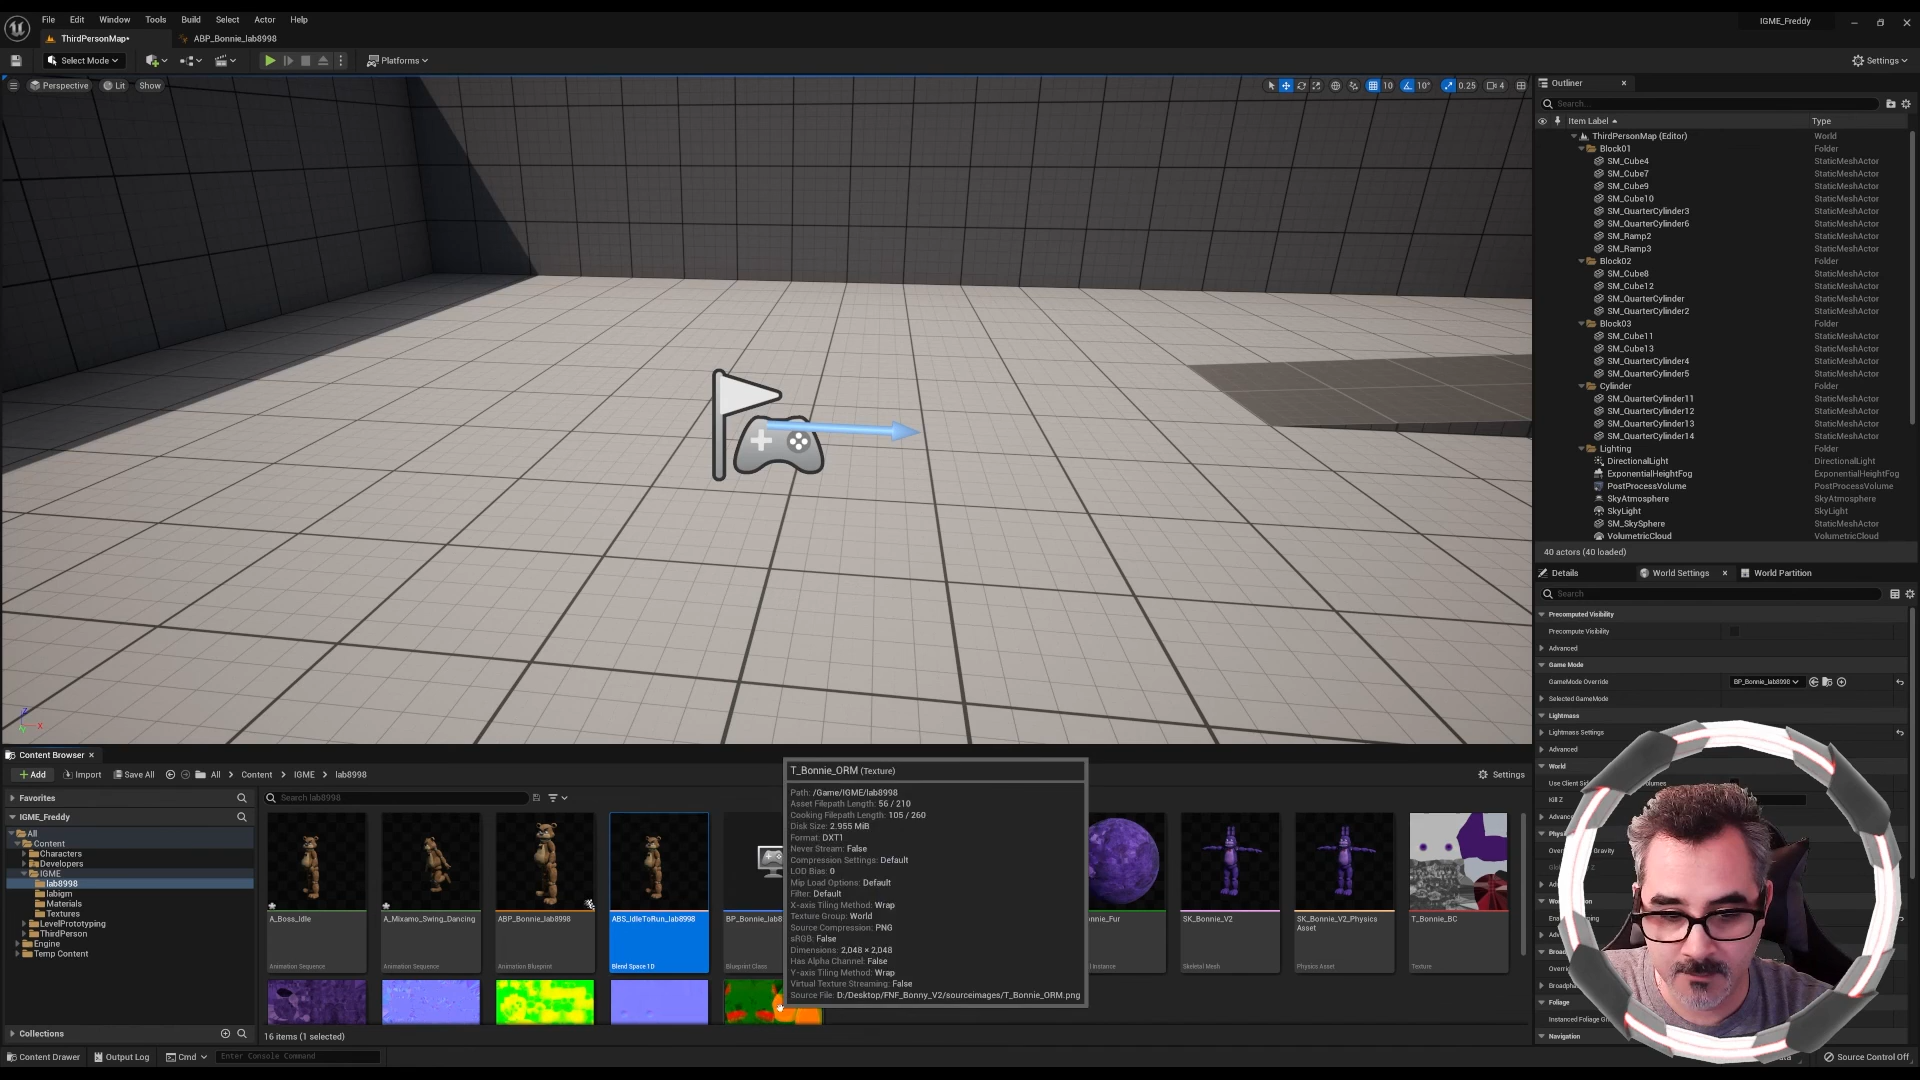 File Edit Window Tools Build Select Actor Help
IGME_Freddy
ThirdPersonMap*
ABP_Bonnie_lab8998
Select Mode
Platforms
Settings
Perspective
Lit
Show
10
10°
0.25
4
Outliner
Search...
Item Label
Type
ThirdPersonMap (Editor) World
Block01 Folder
SM_Cube4 StaticMeshActor
SM_Cube7 StaticMeshActor
SM_Cube9 StaticMeshActor
SM_Cube10 StaticMeshActor
SM_QuarterCylinder3 StaticMeshActor
SM_QuarterCylinder6 StaticMeshActor
SM_Ramp2 StaticMeshActor
SM_Ramp3 StaticMeshActor
Block02 Folder
SM_Cube8 StaticMeshActor
SM_Cube12 StaticMeshActor
SM_QuarterCylinder StaticMeshActor
SM_QuarterCylinder2 StaticMeshActor
Block03 Folder
SM_Cube11 StaticMeshActor
SM_Cube13 StaticMeshActor
SM_QuarterCylinder4 StaticMeshActor
SM_QuarterCylinder5 StaticMeshActor
Cylinder Folder
SM_QuarterCylinder11 StaticMeshActor
SM_QuarterCylinder12 StaticMeshActor
SM_QuarterCylinder13 StaticMeshActor
SM_QuarterCylinder14 StaticMeshActor
Lighting Folder
DirectionalLight DirectionalLight
ExponentialHeightFog ExponentialHeightFog
PostProcessVolume PostProcessVolume
SkyAtmosphere SkyAtmosphere
SkyLight SkyLight
SM_SkySphere StaticMeshActor
VolumetricCloud VolumetricCloud
40 actors (40 loaded)
Details
World Settings
World Partition
Search
Precomputed Visibility
Precompute Visibility
Advanced
Game Mode
GameMode Override BP_Bonnie_lab8998
Selected GameMode
Lightmass
Lightmass Settings
Advanced
World
Kill Z
Foliage
Navigation
Z
X
Content Browser
Add
Import
Save All
All
Content
IGME
lab8998
Settings
Favorites
IGME_Freddy
All
Content
Characters
Developers
IGME
lab8998
labigm
Materials
Textures
LevelPrototyping
ThirdPerson
Engine
Temp Content
Collections
Search lab8998
A_Boss_Idle
Animation Sequence
A_Mixamo_Swing_Dancing
Animation Sequence
ABP_Bonnie_lab8998
Animation Blueprint
ABS_IdleToRun_lab8998
Blend Space 1D
BP_Bonnie_lab8
Blueprint Class
nnie_Fur
Instance
SK_Bonnie_V2
Skeletal Mesh
SK_Bonnie_V2_Physics
Asset
Physics Asset
T_Bonnie_BC
Texture
T_Bonnie_ORM (Texture)
Path: /Game/IGME/lab8998
Asset Filepath Length: 56 / 210
Cooking Filepath Length: 105 / 260
Disk Size: 2.955 MiB
Format: DXT1
Never Stream: False
Compression Settings: Default
LOD Bias: 0
Mip Load Options: Default
Filter: Default
X-axis Tiling Method: Wrap
Texture Group: World
Source Compression: PNG
sRGB: False
Dimensions: 2,048 × 2,048
Has Alpha Channel: False
Y-axis Tiling Method: Wrap
Virtual Texture Streaming: False
Source File: D:/Desktop/FNF_Bonny_V2/sourceimages/T_Bonnie_ORM.png
16 items (1 selected)
Content Drawer
Output Log
Cmd
Enter Console Command
Source Control Off